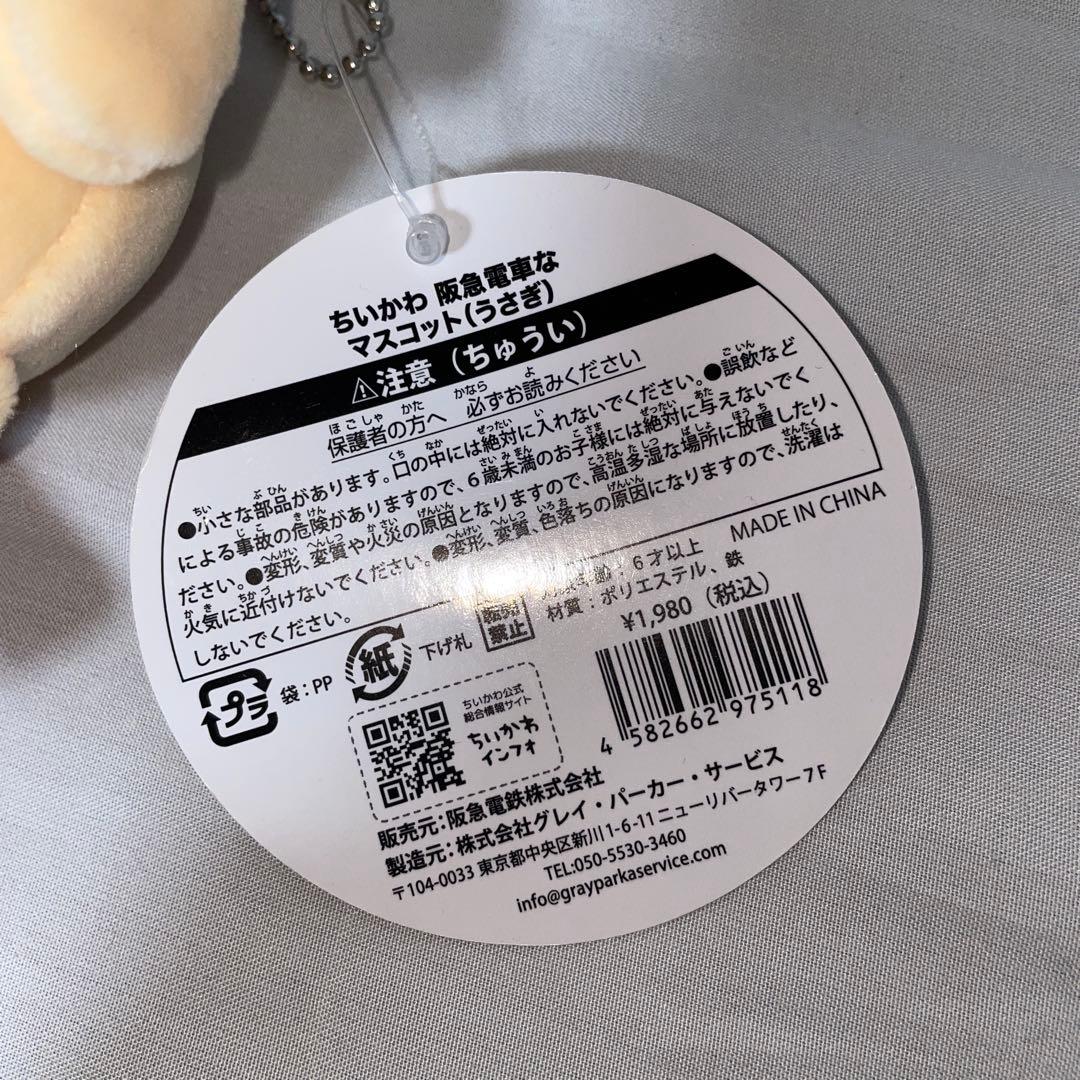 ちいかわ 阪急電車な
マスコット(うさぎ)
⚠注意(ちゅうい)
保護者の方へ 必ずお読みください
●小さな部品があります。口の中には絶対に入れないでください。●誤飲など
による事故の危険がありますので、6歳未満のお子様には絶対に与えないでく
ださい。●変形、変質や火災の原因となりますので、高温多湿な場所に放置したり、
火気に近付けないでください。●変形、変質、色落ちの原因になりますので、洗濯は
しないでください。
MADE IN CHINA
齢:6才以上
材質:ポリエステル、鉄
¥1,980(税込)
プラ 袋:PP 紙 下げ札 転売
禁止
ちいかわ公式
総合情報サイト
ちいかわ
インフォ
4 582662 975118
販売元:阪急電鉄株式会社
製造元:株式会社グレイ・パーカー・サービス
〒104-0033 東京都中央区新川1-6-11 ニューリバータワー7F
TEL:050-5530-3460
info@grayparkaservice.com